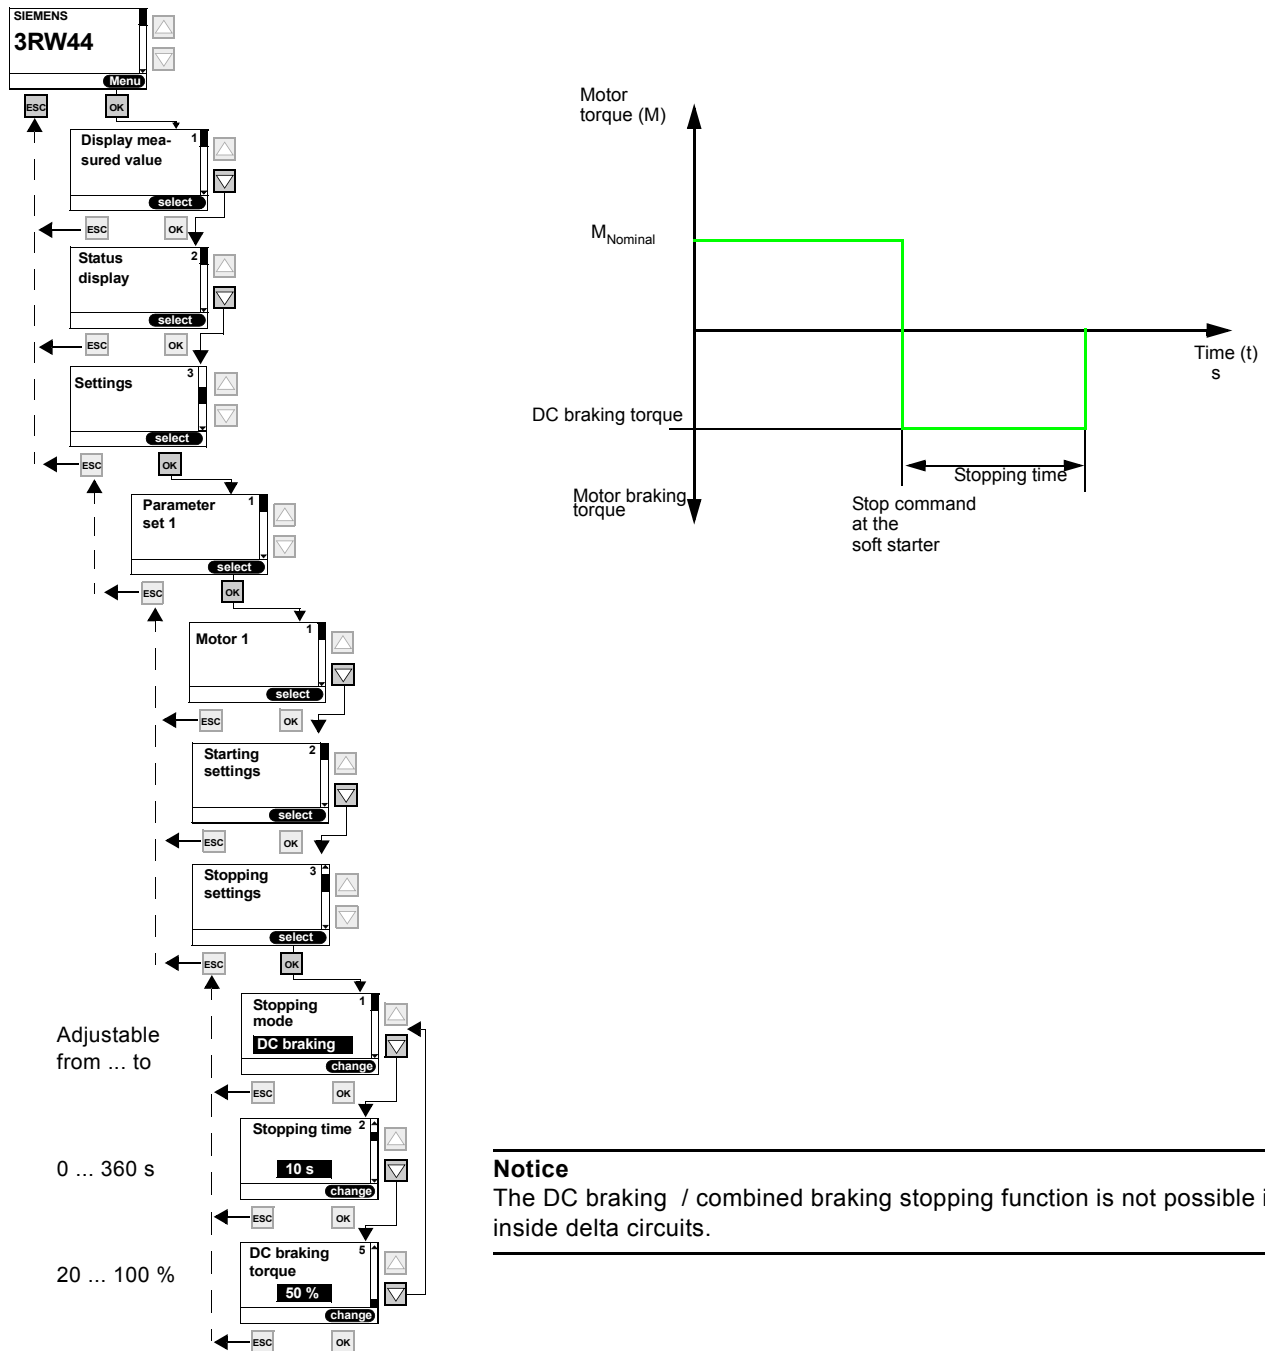 SIEMENS
3RW44
Menu
ESC
OK
Display mea-
sured value
1
select
ESC
OK
Status
display
2
select
ESC
OK
Settings
3
select
ESC
OK
Parameter
set 1
1
select
ESC
OK
Motor 1
1
select
ESC
OK
Starting
settings
2
select
ESC
OK
Stopping
settings
3
select
ESC
OK
Adjustable
from ... to
Stopping
mode
1
DC braking
change
ESC
OK
0 ... 360 s
Stopping time
2
10 s
change
ESC
OK
20 ... 100 %
DC braking
torque
5
50 %
change
ESC
OK
Motor
torque (M)
MNominal
Time (t)
s
DC braking torque
Stopping time
Motor braking
torque
Stop command
at the
soft starter
Notice
The DC braking / combined braking stopping function is not possible
inside delta circuits.